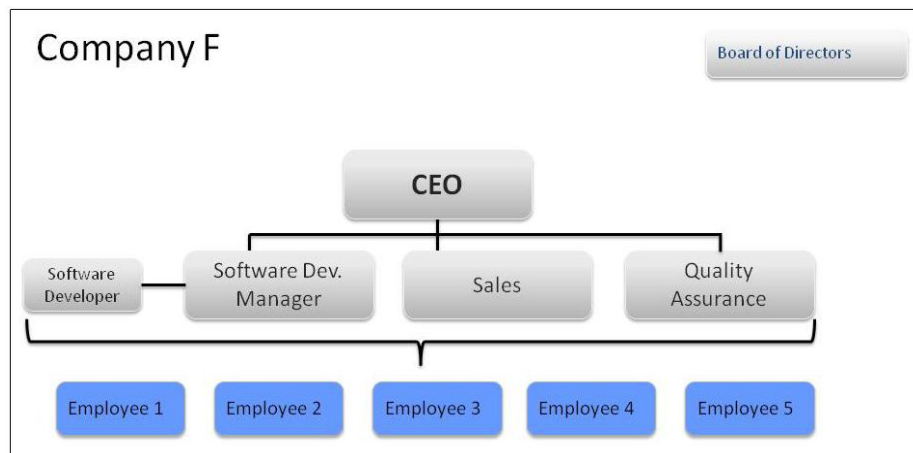 Company F
Board of Directors
CEO
Software
Developer
Software Dev.
Manager
Sales
Quality
Assurance
Employee 1
Employee 2
Employee 3
Employee 4
Employee 5